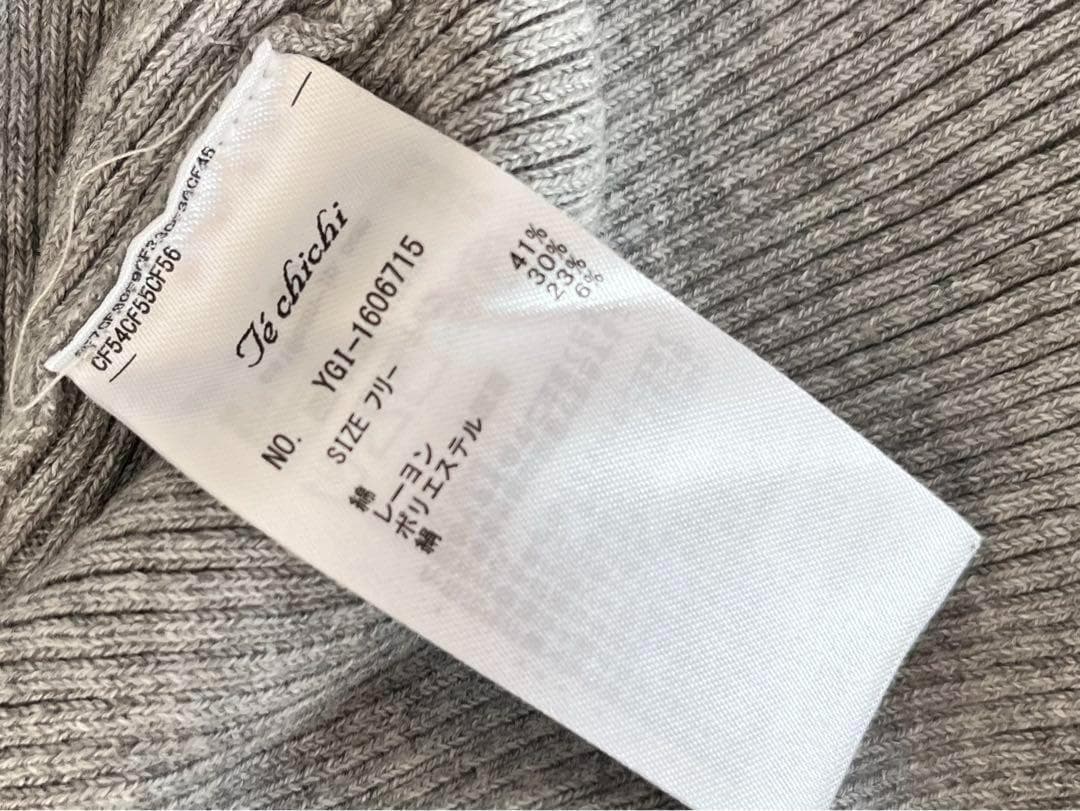 CF54CF55CF56
Té chichi
NO. YGI-1606715
SIZE フリー
綿 41%
レーヨン 30%
ポリエステル 23%
絹 6%